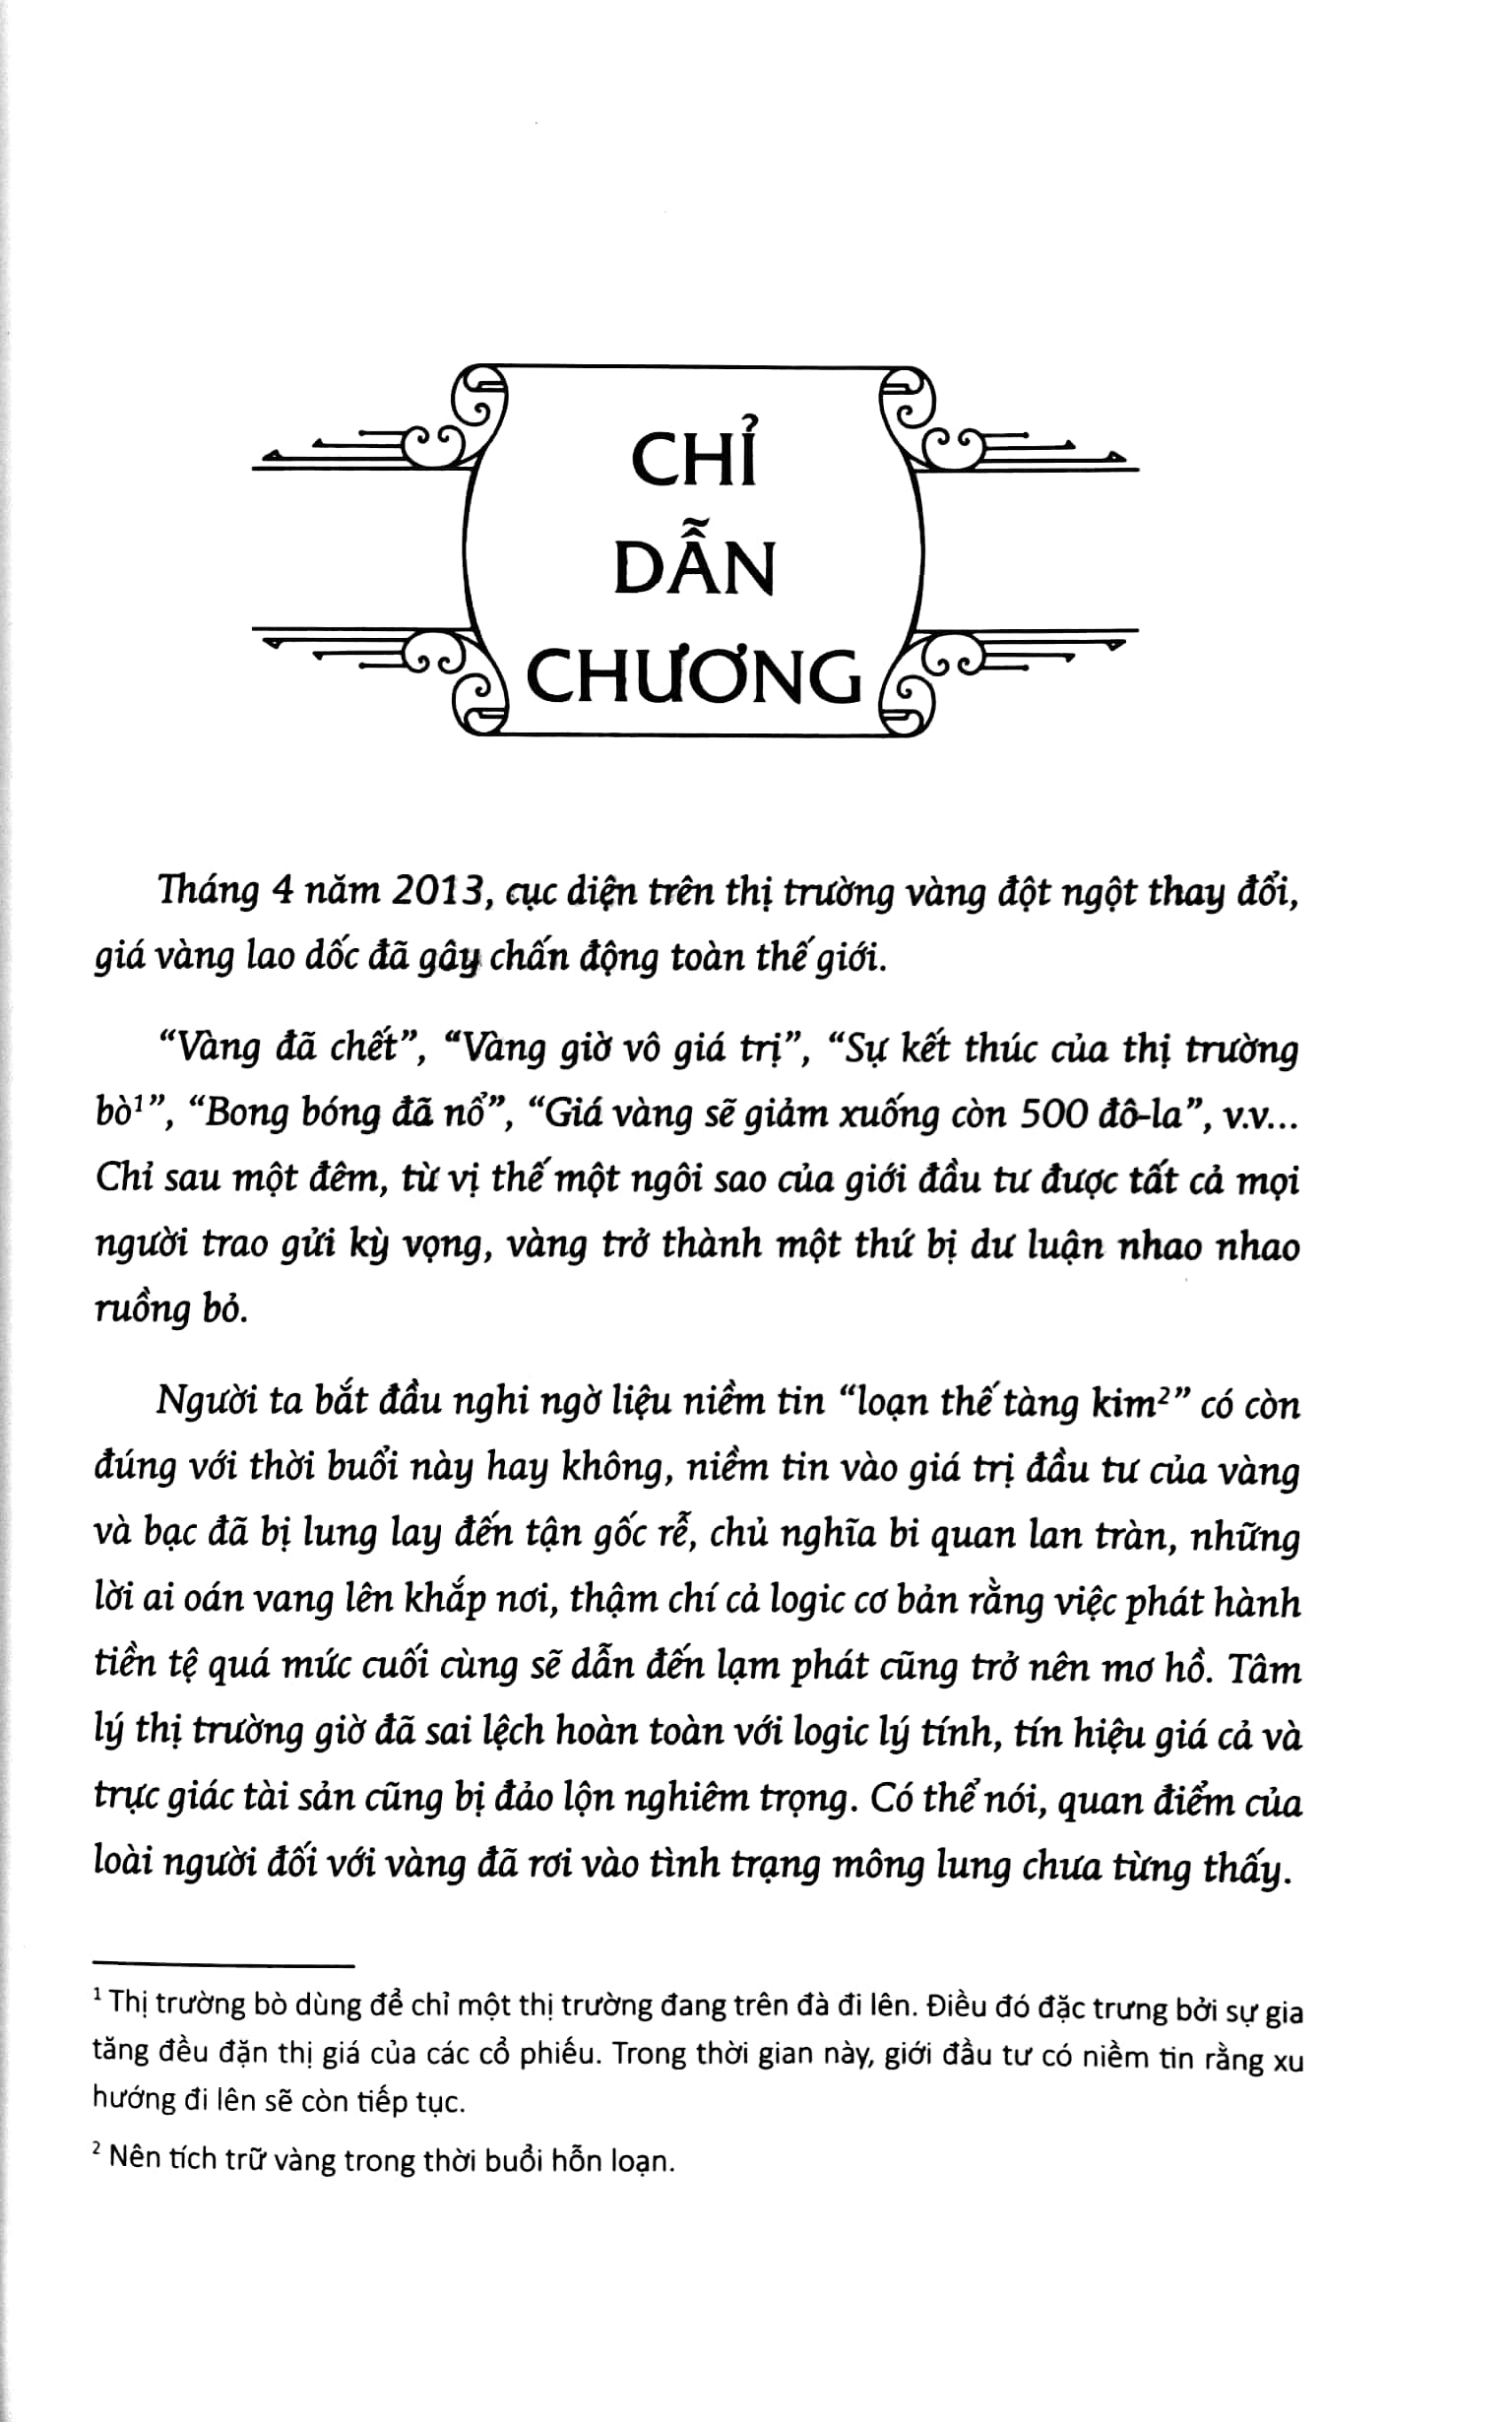 CHỈ
DẪN
CHƯƠNG
Tháng 4 năm 2013, cục diện trên thị trường vàng đột ngột thay đổi,
giá vàng lao dốc đã gây chấn động toàn thế giới.
“Vàng đã chết”, “Vàng giờ vô giá trị”, “Sự kết thúc của thị trường
bò¹”, “Bong bóng đã nổ”, “Giá vàng sẽ giảm xuống còn 500 đô-la”, v.v...
Chỉ sau một đêm, từ vị thế một ngôi sao của giới đầu tư được tất cả mọi
người trao gửi kỳ vọng, vàng trở thành một thứ bị dư luận nhao nhao
ruồng bỏ.
Người ta bắt đầu nghi ngờ liệu niềm tin “loạn thế tàng kim²” có còn
đúng với thời buổi này hay không, niềm tin vào giá trị đầu tư của vàng
và bạc đã bị lung lay đến tận gốc rễ, chủ nghĩa bi quan lan tràn, những
lời ai oán vang lên khắp nơi, thậm chí cả logic cơ bản rằng việc phát hành
tiền tệ quá mức cuối cùng sẽ dẫn đến lạm phát cũng trở nên mơ hồ. Tâm
lý thị trường giờ đã sai lệch hoàn toàn với logic lý tính, tín hiệu giá cả và
trực giác tài sản cũng bị đảo lộn nghiêm trọng. Có thể nói, quan điểm của
loài người đối với vàng đã rơi vào tình trạng mông lung chưa từng thấy.
¹ Thị trường bò dùng để chỉ một thị trường đang trên đà đi lên. Điều đó đặc trưng bởi sự gia
tăng đều đặn thị giá của các cổ phiếu. Trong thời gian này, giới đầu tư có niềm tin rằng xu
hướng đi lên sẽ còn tiếp tục.
² Nên tích trữ vàng trong thời buổi hỗn loạn.